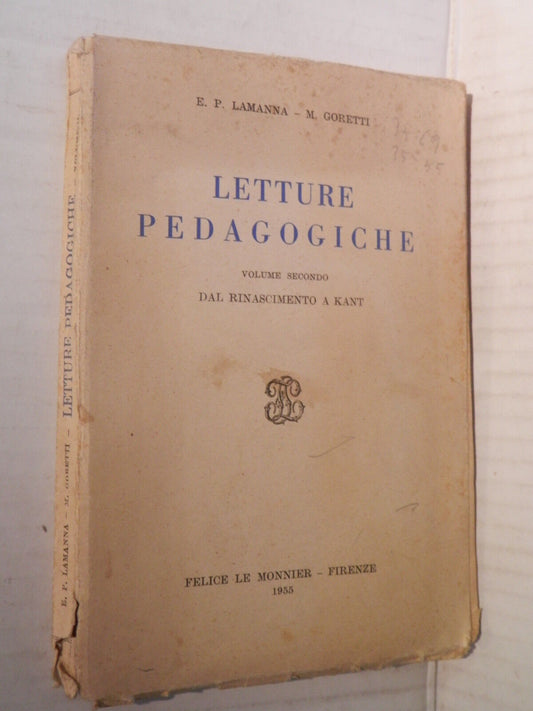 E. P. LAMANNA – M. GORETTI
LETTURE
PEDAGOGICHE
VOLUME SECONDO
DAL RINASCIMENTO A KANT
FELICE LE MONNIER – FIRENZE
1955
E. P. LAMANNA – M. GORETTI – LETTURE PEDAGOGICHE